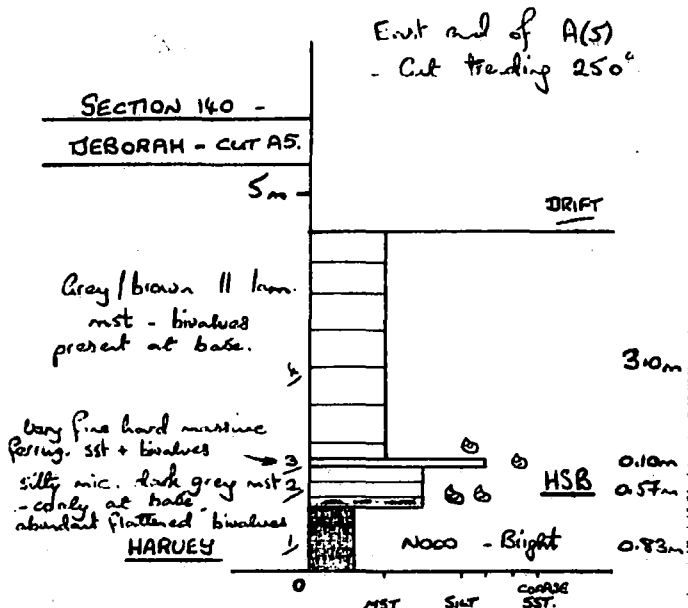 East end of A(5)
- Cut trending 250°
SECTION 140 -
DEBORAH - CUT A5.
5m
DRIFT
Grey/brown || lam.
mst - bivalves
present at base.
4
3.0m
Very fine hard massive
ferrug. sst + bivalves
3
0.10m
silty mic. dark grey mst
2
HSB
0.57m
- coaly at base.
abundant flattened bivalves
HARVEY
1
- Bright
0.83m
0
MST
SILT
COARSE
SST.